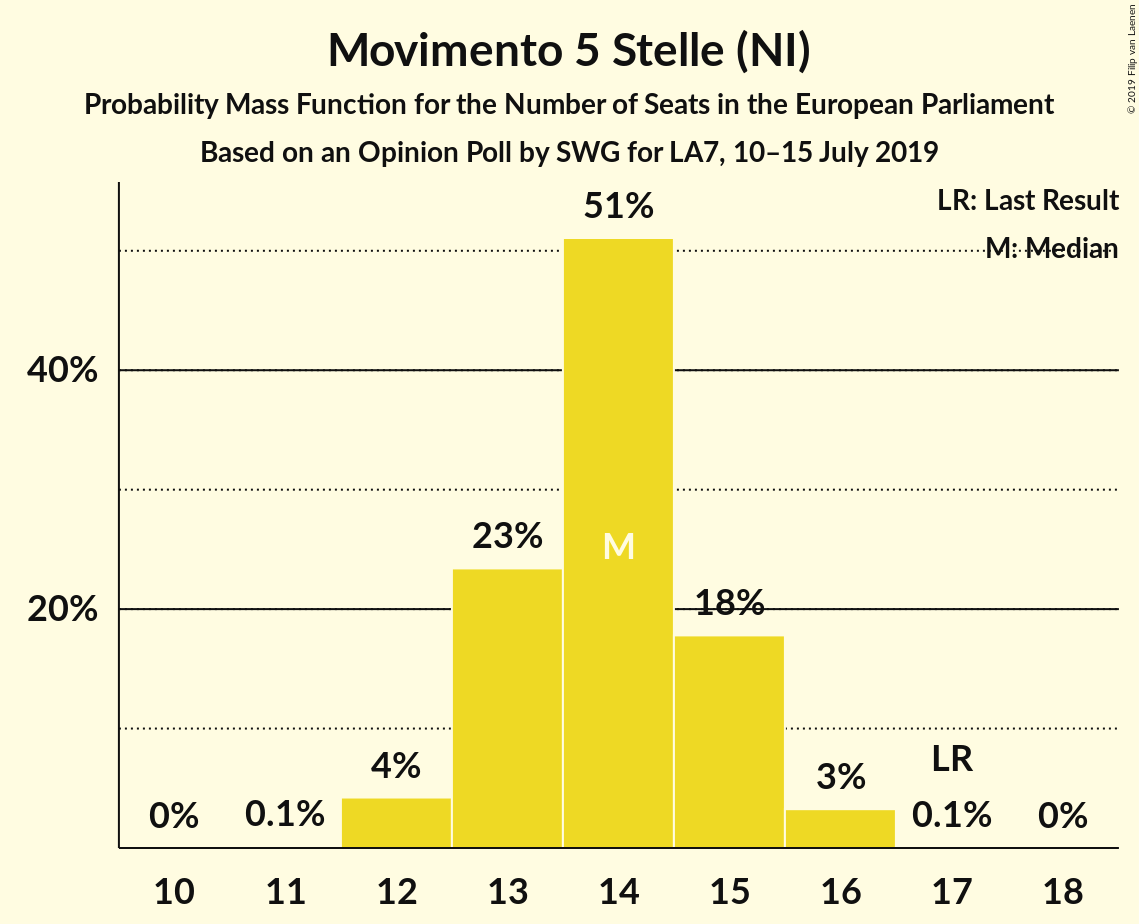 Movimento 5 Stelle (NI)
Probability Mass Function for the Number of Seats in the European Parliament
Based on an Opinion Poll by SWG for LA7, 10–15 July 2019
© 2019 Filip van Laenen
LR: Last Result
M: Median
51%
40%
23%
M
20%
18%
4%
3%
LR
0%
0.1%
0.1%
0%
10 11 12 13 14 15 16 17 18